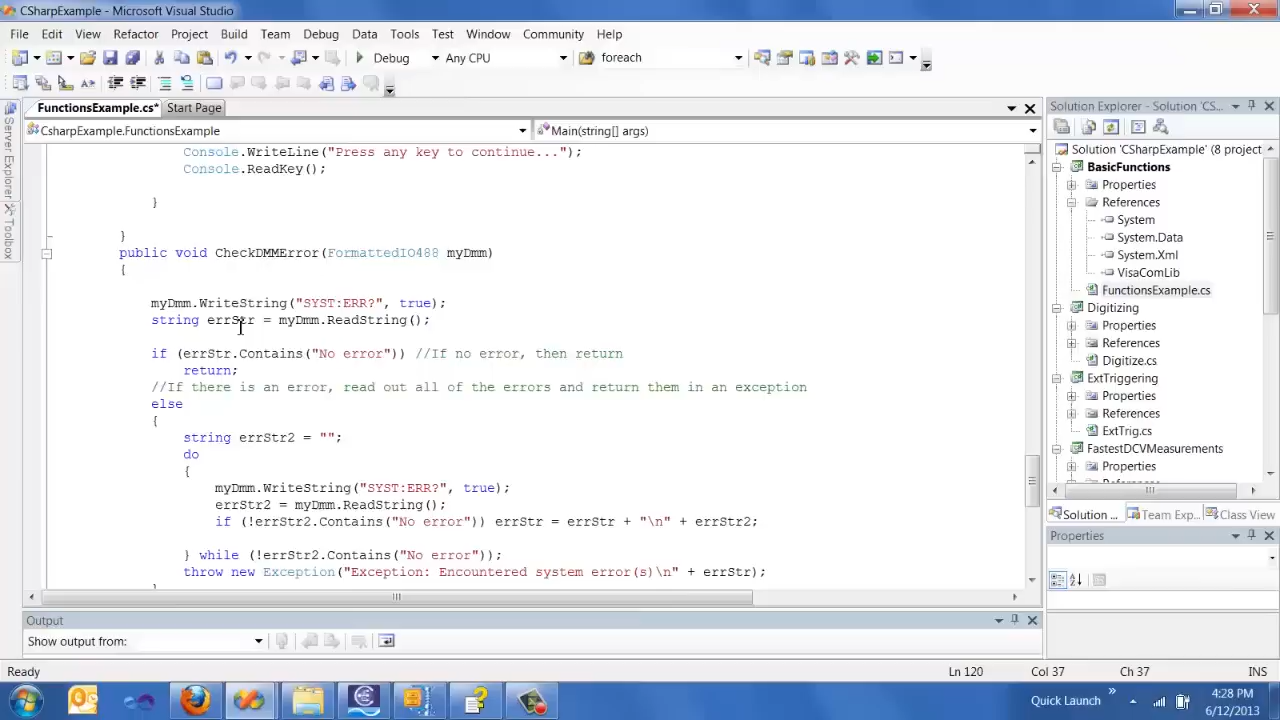 CSharpExample - Microsoft Visual Studio
File Edit View Refactor Project Build Team Debug Data Tools Test Window Community Help
Debug Any CPU foreach
FunctionsExample.cs* Start Page
CsharpExample.FunctionsExample Main(string[] args)
Console.WriteLine("Press any key to continue...");
Console.ReadKey();
}
}
public void CheckDMMError(FormattedIO488 myDmm)
{
myDmm.WriteString("SYST:ERR?", true);
string errStr = myDmm.ReadString();
if (errStr.Contains("No error")) //If no error, then return
return;
//If there is an error, read out all of the errors and return them in an exception
else
{
string errStr2 = "";
do
{
myDmm.WriteString("SYST:ERR?", true);
errStr2 = myDmm.ReadString();
if (!errStr2.Contains("No error")) errStr = errStr + "\n" + errStr2;
} while (!errStr2.Contains("No error"));
throw new Exception("Exception: Encountered system error(s)\n" + errStr);
Server Explorer
Toolbox
Solution Explorer - Solution 'CS...
Solution 'CSharpExample' (8 project
BasicFunctions
Properties
References
System
System.Data
System.Xml
VisaComLib
FunctionsExample.cs
Digitizing
Properties
References
Digitize.cs
ExtTriggering
Properties
References
ExtTrig.cs
FastestDCVMeasurements
Properties
Solution ... Team Exp... Class View
Properties
Output
Show output from:
Ready Ln 120 Col 37 Ch 37 INS
Quick Launch
4:28 PM
6/12/2013